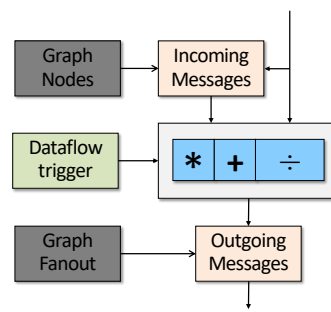 Graph
Nodes
Incoming
Messages
Dataflow
trigger
* + ÷
Graph
Fanout
Outgoing
Messages